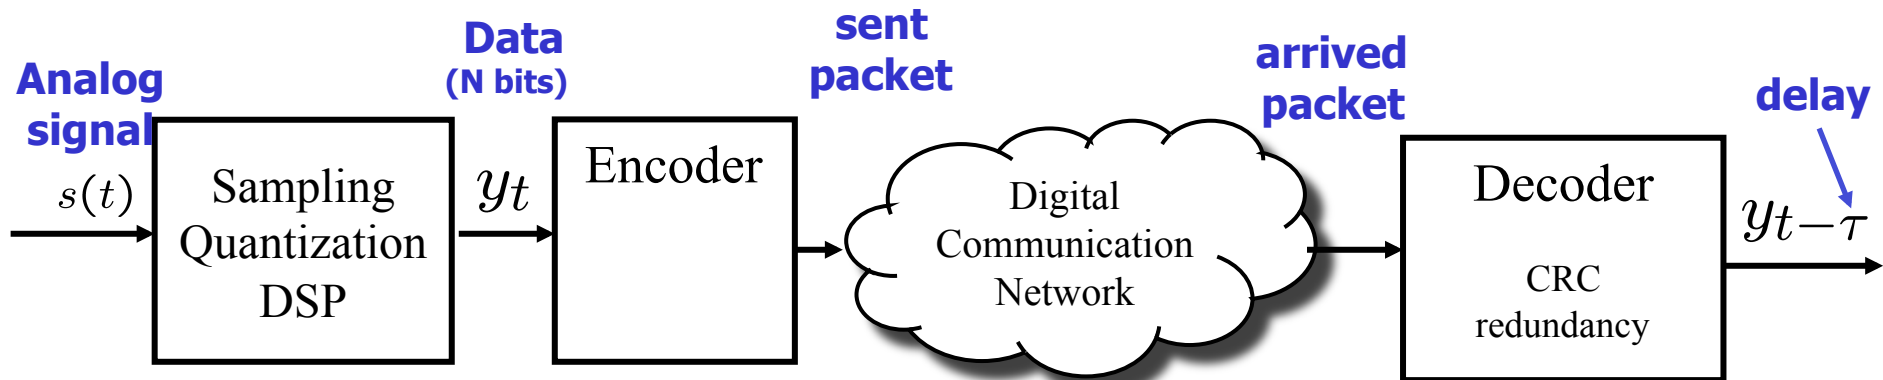 Analog
signal
s(t)
Sampling
Quantization
DSP
Data
(N bits)
y_t
Encoder
sent
packet
Digital
Communication
Network
arrived
packet
Decoder
CRC
redundancy
delay
y_{t-τ}